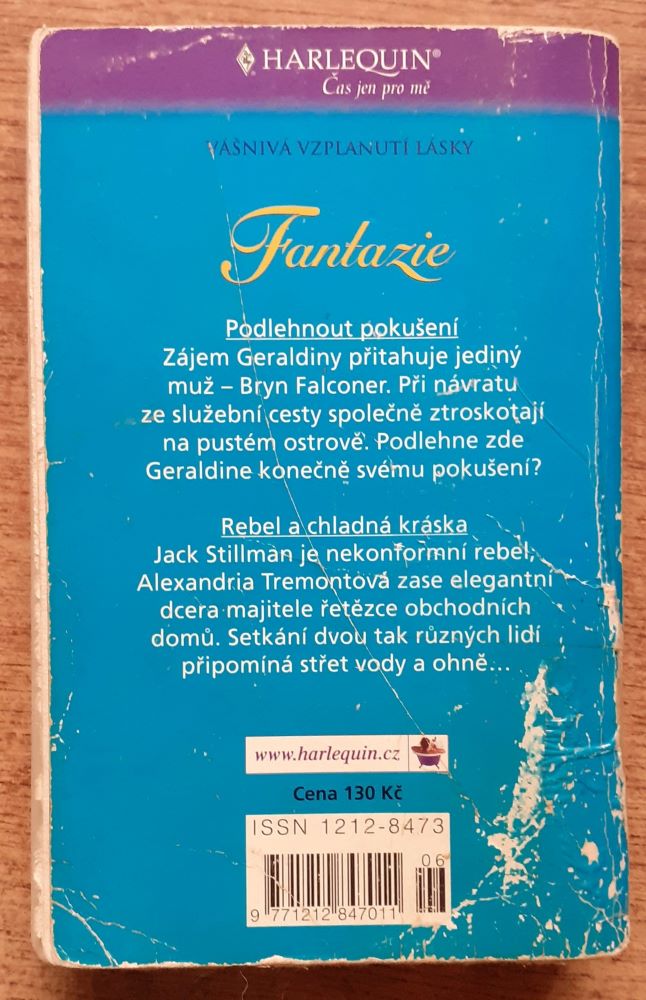 HARLEQUIN®
Čas jen pro mě
VÁŠNIVÁ VZPLANUTÍ LÁSKY
Fantazie
Podlehnout pokušení
Zájem Geraldiny přitahuje jediný
muž – Bryn Falconer. Při návratu
ze služební cesty společně ztroskotají
na pustém ostrově. Podlehne zde
Geraldine konečně svému pokušení?
Rebel a chladná kráska
Jack Stillman je nekonformní rebel,
Alexandria Tremontová zase elegantní
dcera majitele řetězce obchodních
domů. Setkání dvou tak různých lidí
připomíná střet vody a ohně...
www.harlequin.cz
Cena 130 Kč
ISSN 1212-8473
06
9 771212 847011